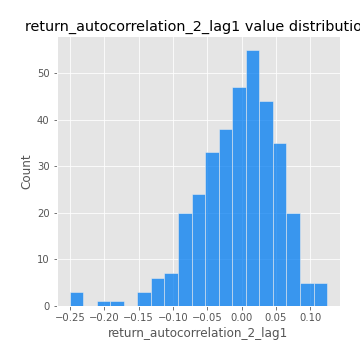 return_autocorrelation_2_lag1 value distributio
50
40
30
20
10
0
Count
−0.25 −0.20 −0.15 −0.10 −0.05 0.00 0.05 0.10
return_autocorrelation_2_lag1